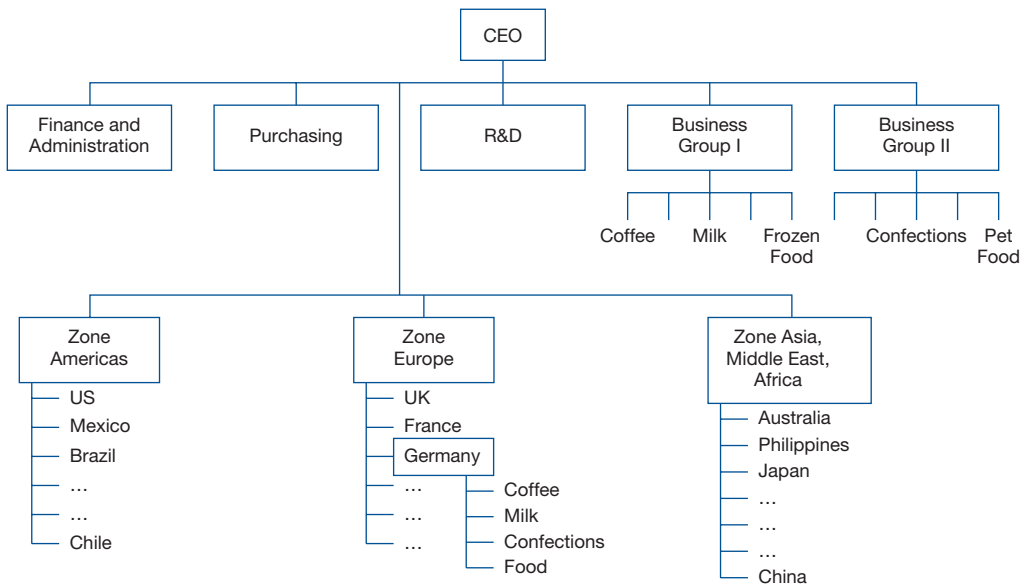 CEO
Finance and
Administration
Purchasing
R&D
Business
Group I
Business
Group II
Coffee
Milk
Frozen
Food
Confections
Pet
Food
Zone
Americas
US
Mexico
Brazil
…
…
Chile
Zone
Europe
UK
France
Germany
…
…
…
Coffee
Milk
Confections
Food
Zone Asia,
Middle East,
Africa
Australia
Philippines
Japan
…
…
…
China